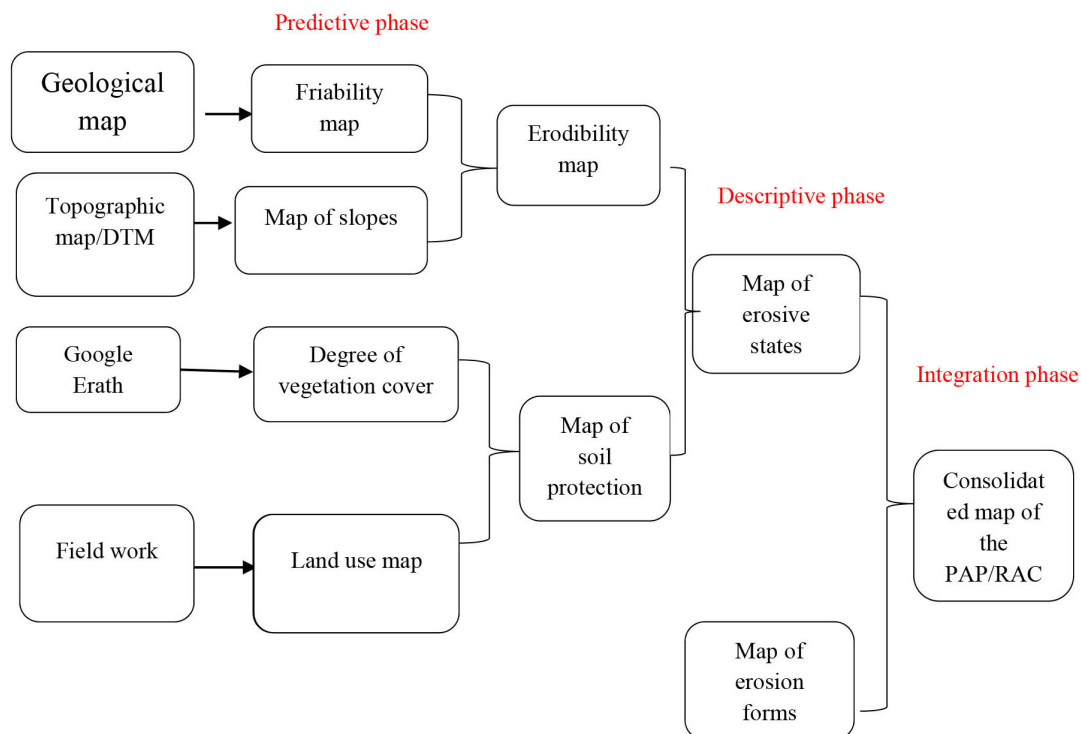 Predictive phase
Geological
map
Friability
map
Erodibility
map
Topographic
map/DTM
Map of slopes
Descriptive phase
Map of
erosive
states
Google
Erath
Degree of
vegetation cover
Integration phase
Map of
soil
protection
Consolidat
ed map of
the
PAP/RAC
Field work
Land use map
Map of
erosion
forms